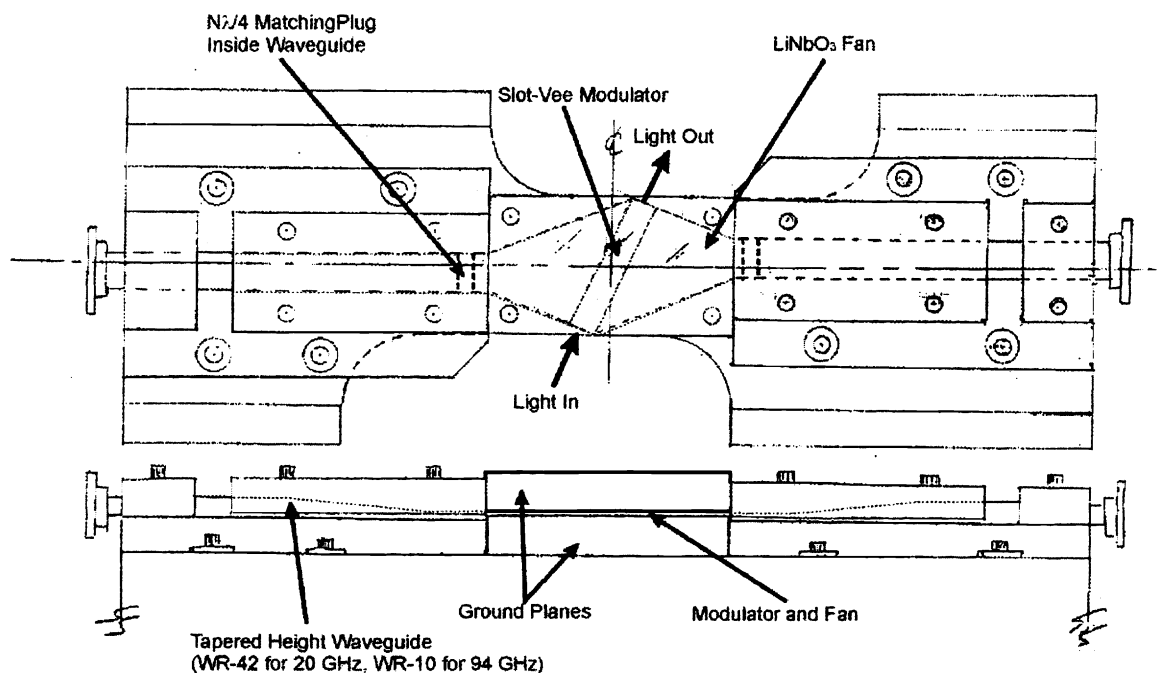 Nλ/4 MatchingPlug
Inside Waveguide
LiNbO₃ Fan
Slot-Vee Modulator
℄
Light Out
Light In
Ground Planes
Modulator and Fan
Tapered Height Waveguide
(WR-42 for 20 GHz, WR-10 for 94 GHz)